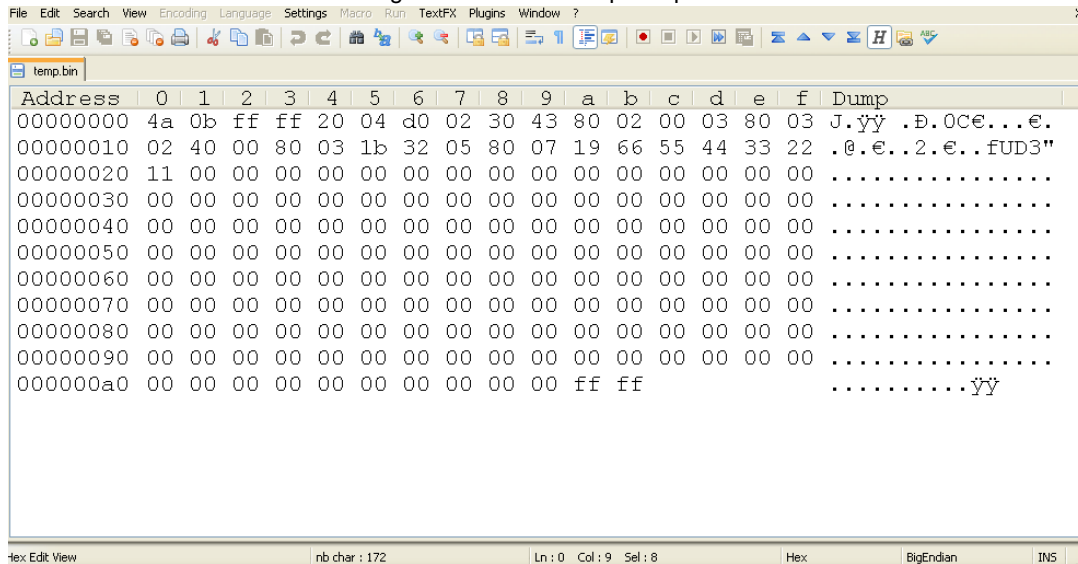 File Edit Search View Encoding Language Settings Macro Run TextFX Plugins Window ?
temp.bin
Address 0 1 2 3 4 5 6 7 8 9 a b c d e f Dump
00000000 4a 0b ff ff 20 04 d0 02 30 43 80 02 00 03 80 03 J.ÿÿ .Ð.0C€...€.
00000010 02 40 00 80 03 1b 32 05 80 07 19 66 55 44 33 22 .@.€..2.€..fUD3"
00000020 11 00 00 00 00 00 00 00 00 00 00 00 00 00 00 00 ................
00000030 00 00 00 00 00 00 00 00 00 00 00 00 00 00 00 00 ................
00000040 00 00 00 00 00 00 00 00 00 00 00 00 00 00 00 00 ................
00000050 00 00 00 00 00 00 00 00 00 00 00 00 00 00 00 00 ................
00000060 00 00 00 00 00 00 00 00 00 00 00 00 00 00 00 00 ................
00000070 00 00 00 00 00 00 00 00 00 00 00 00 00 00 00 00 ................
00000080 00 00 00 00 00 00 00 00 00 00 00 00 00 00 00 00 ................
00000090 00 00 00 00 00 00 00 00 00 00 00 00 00 00 00 00 ................
000000a0 00 00 00 00 00 00 00 00 00 00 ff ff ..........ÿÿ
Hex Edit View nb char : 172 Ln : 0 Col : 9 Sel : 8 Hex BigEndian INS